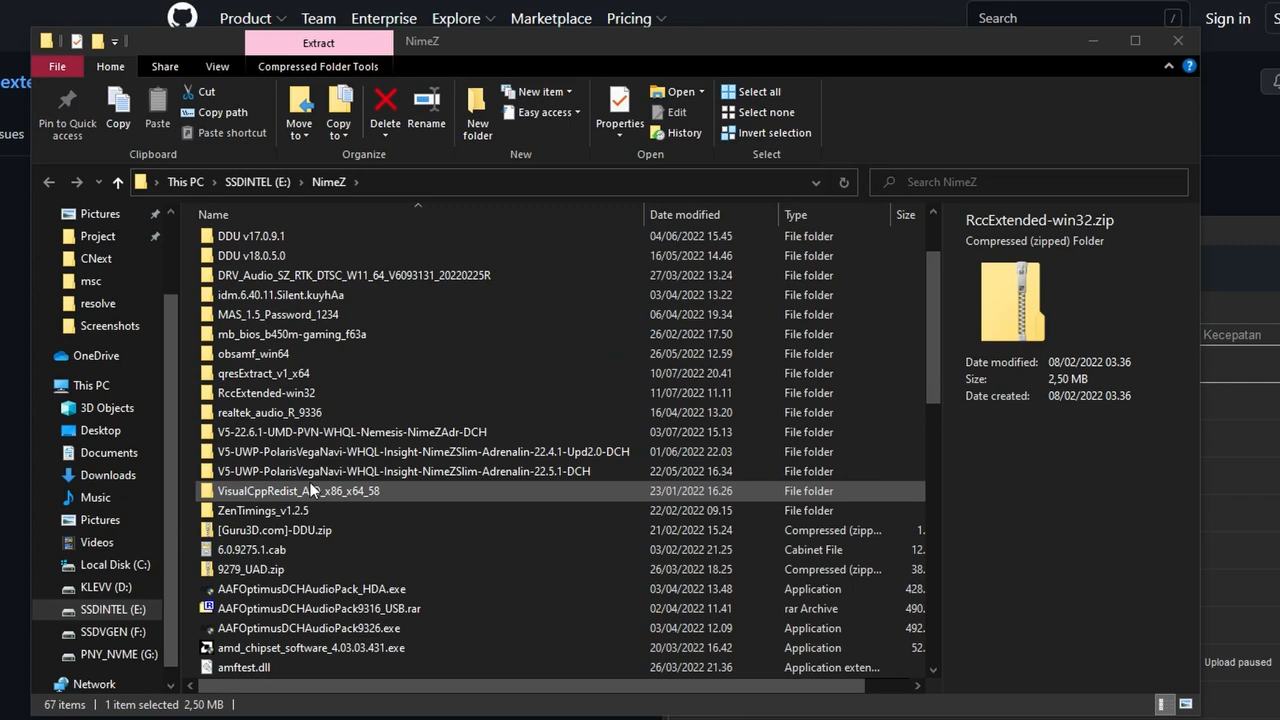 Product Team Enterprise Explore Marketplace Pricing Search / Sign in S
Extract NimeZ
File Home Share View Compressed Folder Tools
exte
Cut
Copy path
Paste shortcut
Pin to Quick access
Copy
Paste
Move to
Copy to
Delete
Rename
New folder
New item
Easy access
Properties
Open
Edit
History
Select all
Select none
Invert selection
Clipboard Organize New Open Select
sues
This PC > SSDINTEL (E:) > NimeZ > Search NimeZ
Pictures
Project
CNext
msc
resolve
Screenshots
OneDrive
This PC
3D Objects
Desktop
Documents
Downloads
Music
Pictures
Videos
Local Disk (C:)
KLEVV (D:)
SSDINTEL (E:)
SSDVGEN (F:)
PNY_NVME (G:)
Network
Name Date modified Type Size
DDU v17.0.9.1 04/06/2022 15.45 File folder
DDU v18.0.5.0 16/05/2022 14.46 File folder
DRV_Audio_SZ_RTK_DTSC_W11_64_V6093131_20220225R 27/03/2022 13.24 File folder
idm.6.40.11.Silent.kuyhAa 03/04/2022 13.22 File folder
MAS_1.5_Password_1234 06/04/2022 19.34 File folder
mb_bios_b450m-gaming_f63a 26/02/2022 17.50 File folder
obsamf_win64 26/05/2022 12.59 File folder
qresExtract_v1_x64 10/07/2022 20.41 File folder
RccExtended-win32 11/07/2022 11.11 File folder
realtek_audio_R_9336 16/04/2022 13.20 File folder
V5-22.6.1-UMD-PVN-WHQL-Nemesis-NimeZAdr-DCH 03/07/2022 15.13 File folder
V5-UWP-PolarisVegaNavi-WHQL-Insight-NimeZSlim-Adrenalin-22.4.1-Upd2.0-DCH 01/06/2022 22.03 File folder
V5-UWP-PolarisVegaNavi-WHQL-Insight-NimeZSlim-Adrenalin-22.5.1-DCH 22/05/2022 16.34 File folder
VisualCppRedist_A x86_x64_58 23/01/2022 16.26 File folder
ZenTimings_v1.2.5 22/02/2022 09.15 File folder
[Guru3D.com]-DDU.zip 21/02/2022 15.24 Compressed (zipp... 1.
6.0.9275.1.cab 03/02/2022 21.25 Cabinet File 12.
9279_UAD.zip 26/03/2022 18.25 Compressed (zipp... 38.
AAFOptimusDCHAudioPack_HDA.exe 03/04/2022 13.48 Application 428.
AAFOptimusDCHAudioPack9316_USB.rar 02/04/2022 11.41 rar Archive 490.
AAFOptimusDCHAudioPack9326.exe 03/04/2022 12.09 Application 492.
amd_chipset_software_4.03.03.431.exe 20/03/2022 16.42 Application 52.
amftest.dll 26/03/2022 21.36 Application exten...
RccExtended-win32.zip
Compressed (zipped) Folder
Date modified: 08/02/2022 03.36
Size: 2,50 MB
Date created: 08/02/2022 03.36
Kecepatan
Upload paused
67 items 1 item selected 2,50 MB